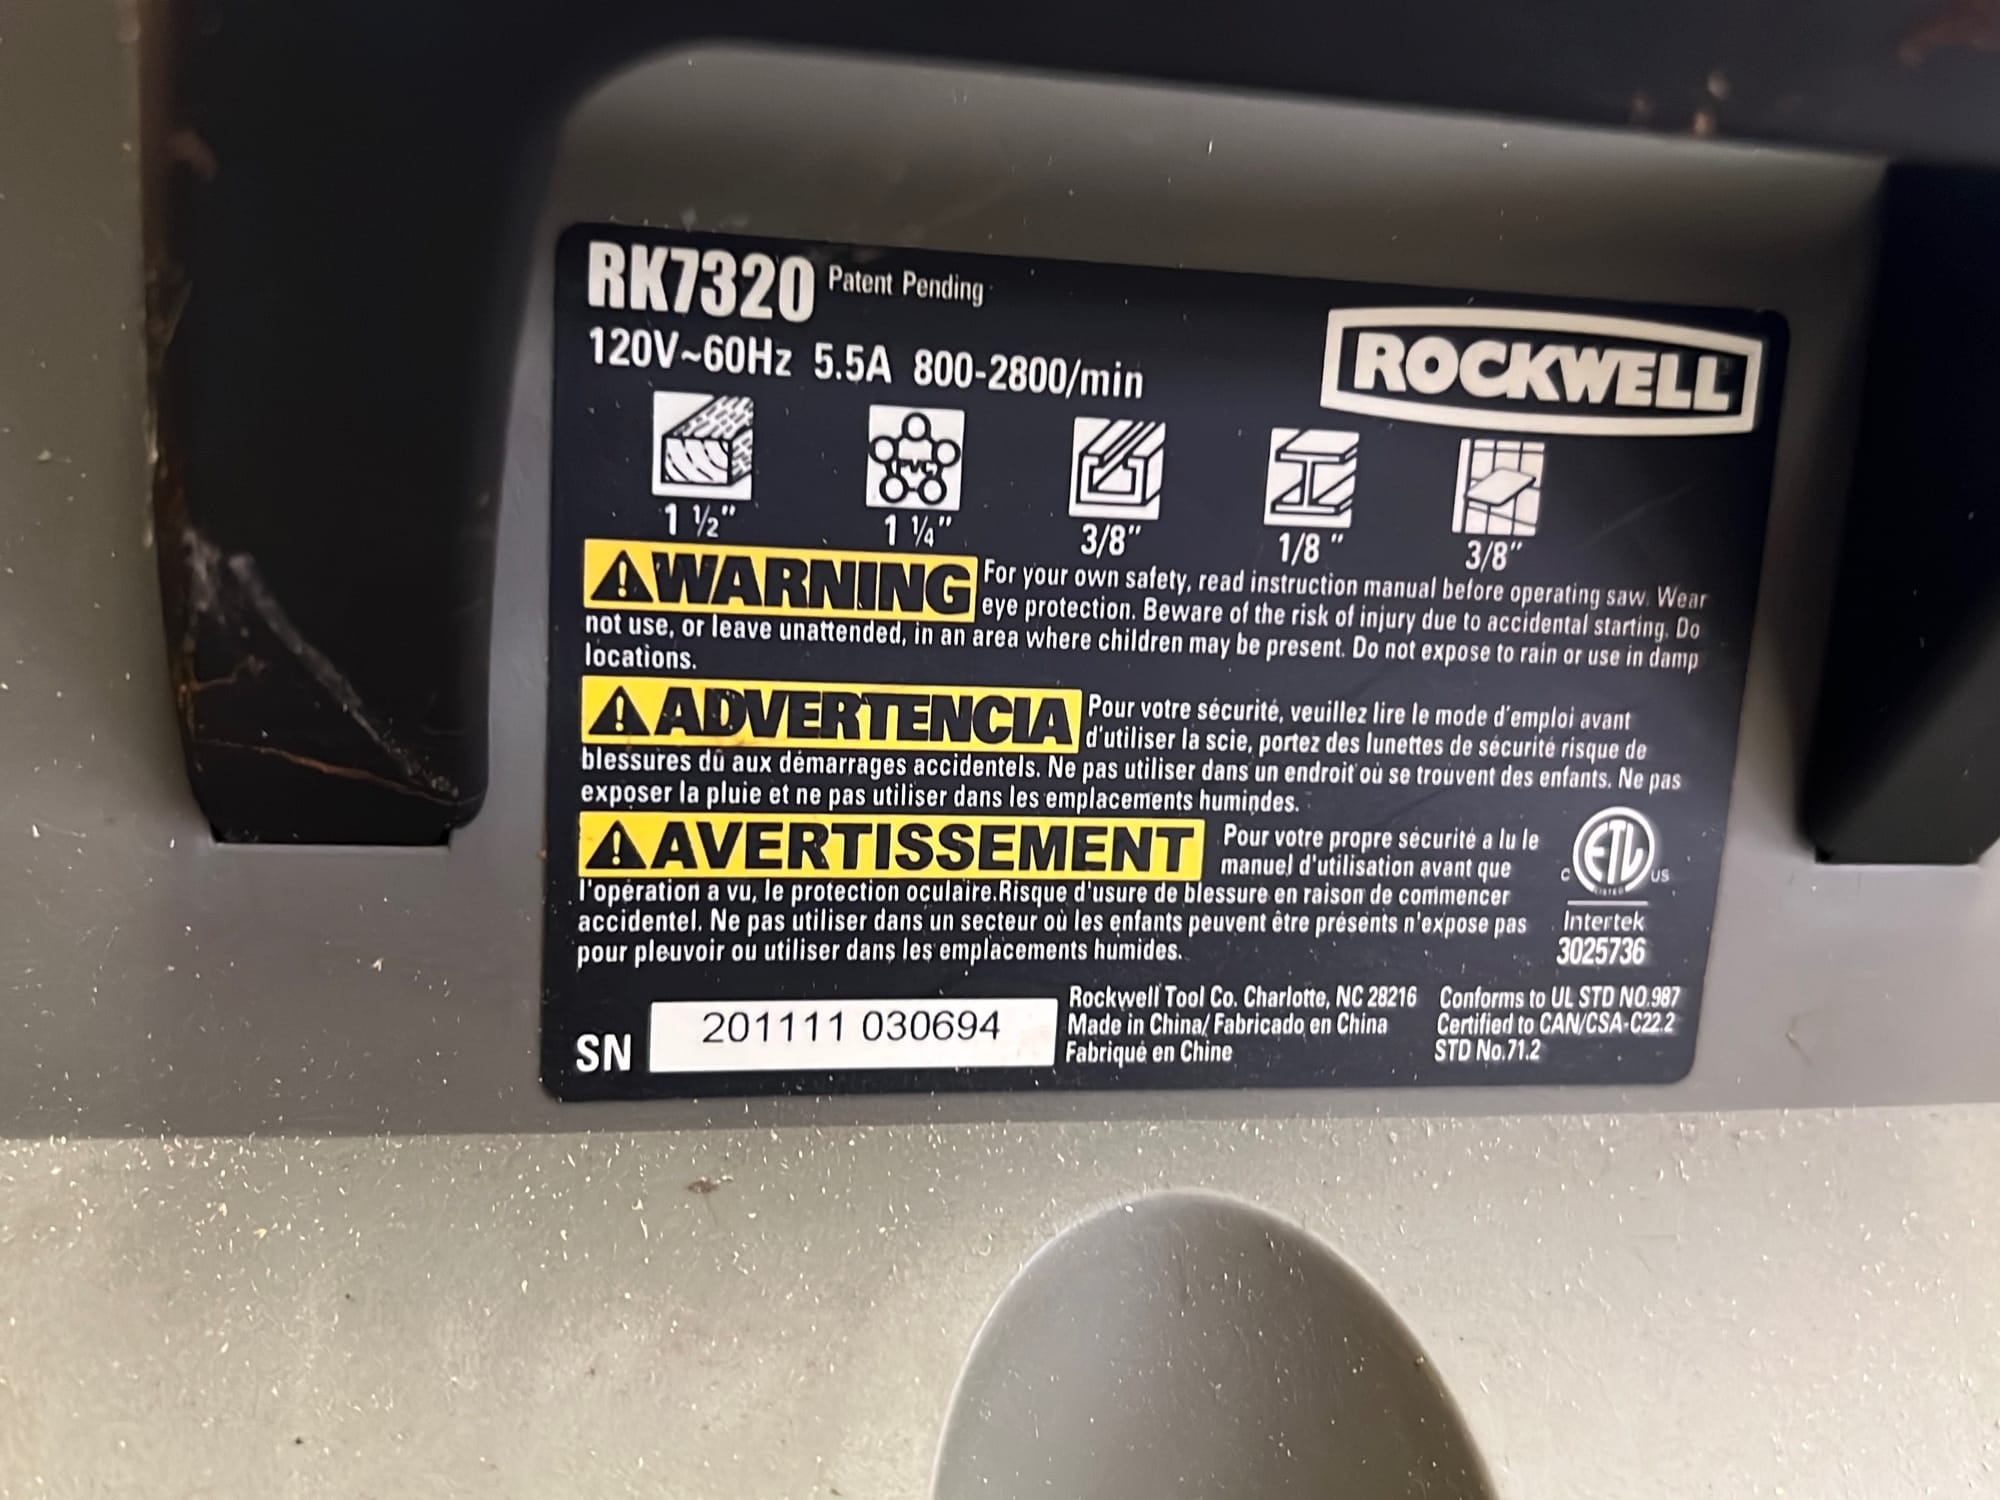 RK7320 Patent Pending
120V~60Hz 5.5A 800-2800/min
ROCKWELL
PVC
1 ½" 1 ¼" 3/8" 1/8 " 3/8"
WARNING For your own safety, read instruction manual before operating saw. Wear
eye protection. Beware of the risk of injury due to accidental starting. Do
not use, or leave unattended, in an area where children may be present. Do not expose to rain or use in damp
locations.
ADVERTENCIA Pour votre sécurité, veuillez lire le mode d'emploi avant
d'utiliser la scie, portez des lunettes de sécurité risque de
blessures dû aux démarrages accidentels. Ne pas utiliser dans un endroit où se trouvent des enfants. Ne pas
exposer la pluie et ne pas utiliser dans les emplacements humindes.
AVERTISSEMENT Pour votre propre sécurité a lu le
manuel d'utilisation avant que
l'opération a vu, le protection oculaire.Risque d'usure de blessure en raison de commencer
accidentel. Ne pas utiliser dans un secteur où les enfants peuvent être présents n'expose pas
pour pleuvoir ou utiliser dans les emplacements humides.
C ETL US
LISTED
Intertek
3025736
SN 201111 030694
Rockwell Tool Co. Charlotte, NC 28216
Made in China/ Fabricado en China
Fabriqué en Chine
Conforms to UL STD NO.987
Certified to CAN/CSA-C22.2
STD No.71.2